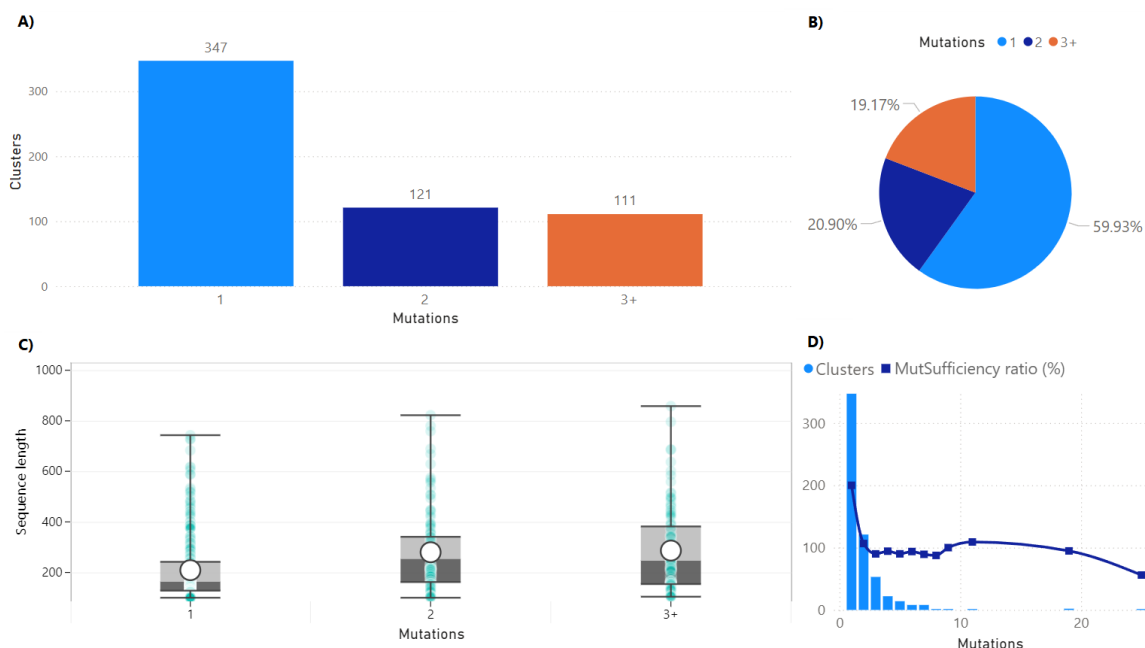 A)
347
300
200
100
0
121
111
1
2
3+
Clusters
Mutations
B)
Mutations 1 2 3+
19.17%
20.90%
59.93%
C)
1000
800
600
400
200
Sequence length
1
2
3+
Mutations
D)
Clusters MutSufficiency ratio (%)
300
200
100
0
0
10
20
Mutations